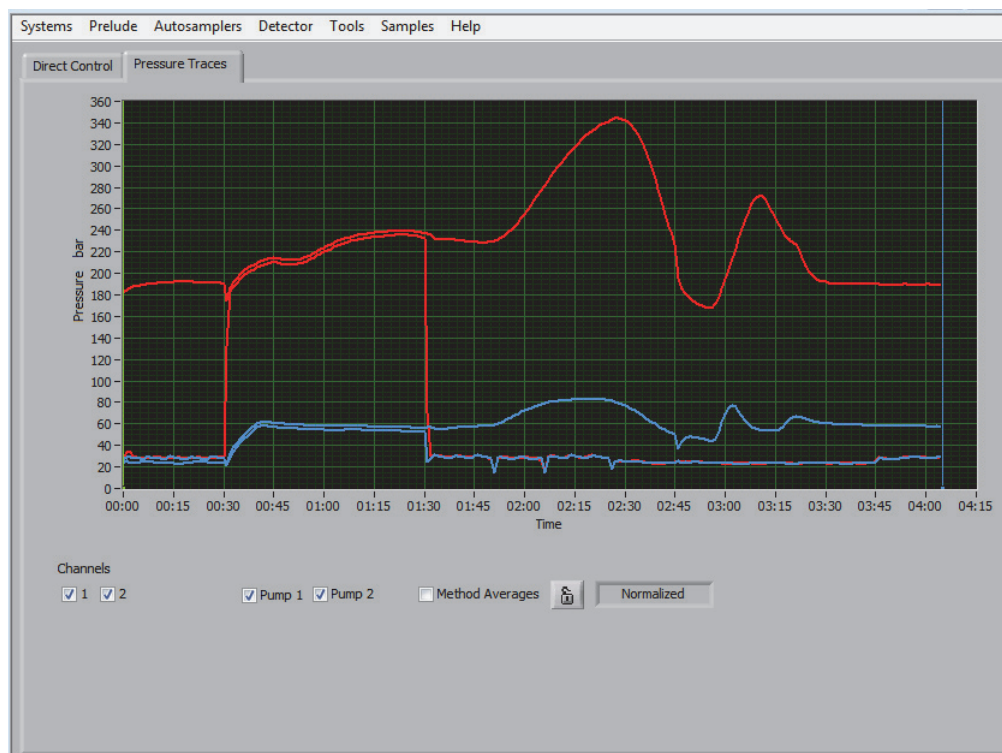 Systems Prelude Autosamplers Detector Tools Samples Help
Direct Control Pressure Traces
360
340
320
300
280
260
240
220
200
180
160
140
120
100
80
60
40
20
0
Pressure bar
00:00 00:15 00:30 00:45 01:00 01:15 01:30 01:45 02:00 02:15 02:30 02:45 03:00 03:15 03:30 03:45 04:00 04:15
Time
Channels
1 2 Pump 1 Pump 2 Method Averages Normalized